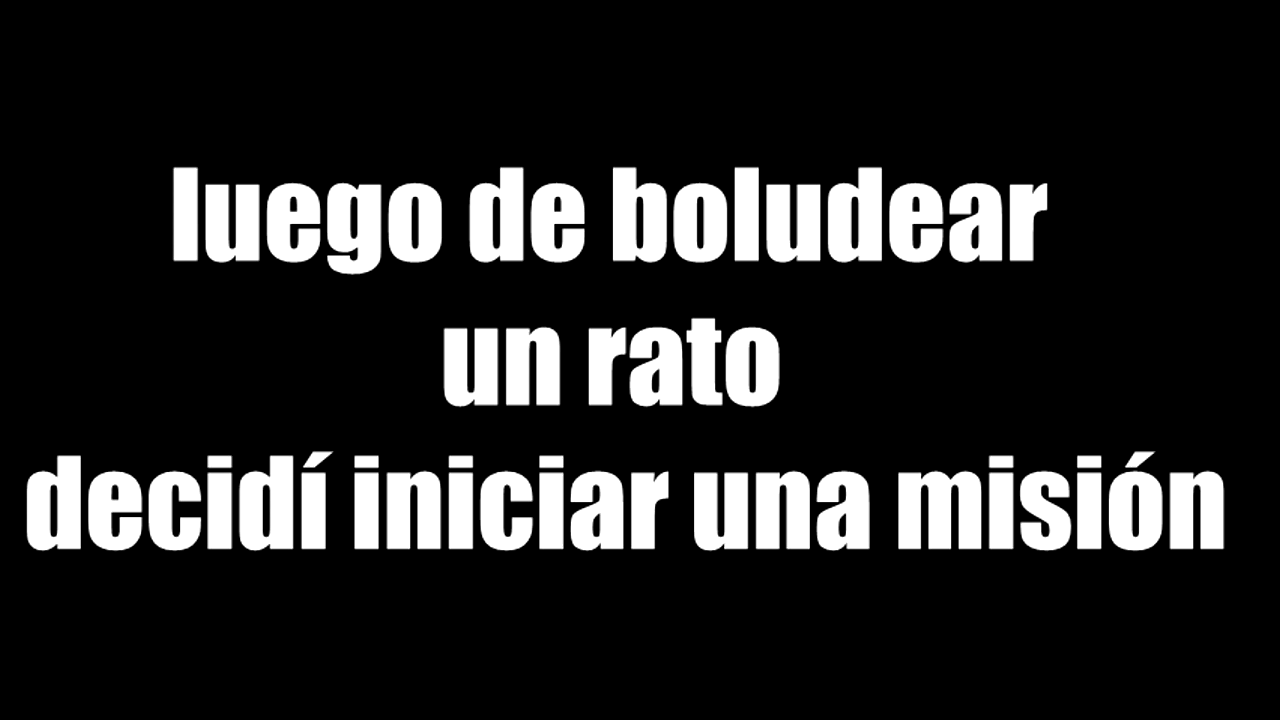 luego de boludear
un rato
decidí iniciar una misión